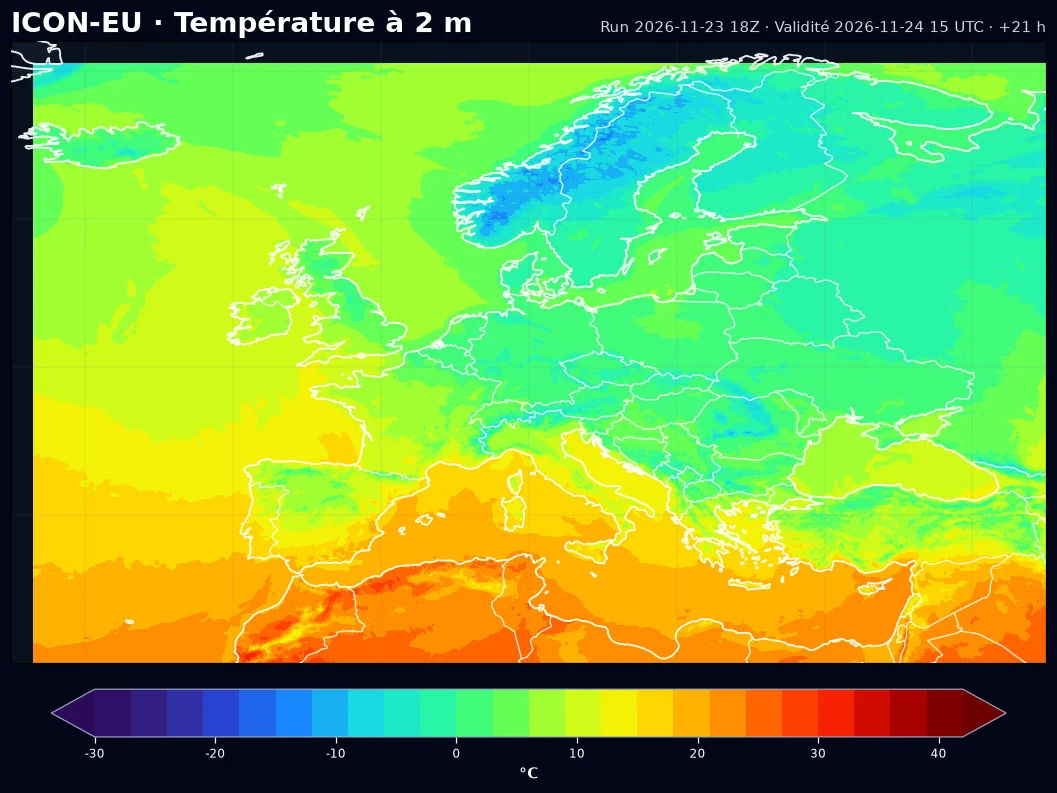 ICON-EU · Température à 2 m
Run 2026-11-23 18Z · Validité 2026-11-24 15 UTC · +21 h
-30 -20 -10 0 10 20 30 40
°C